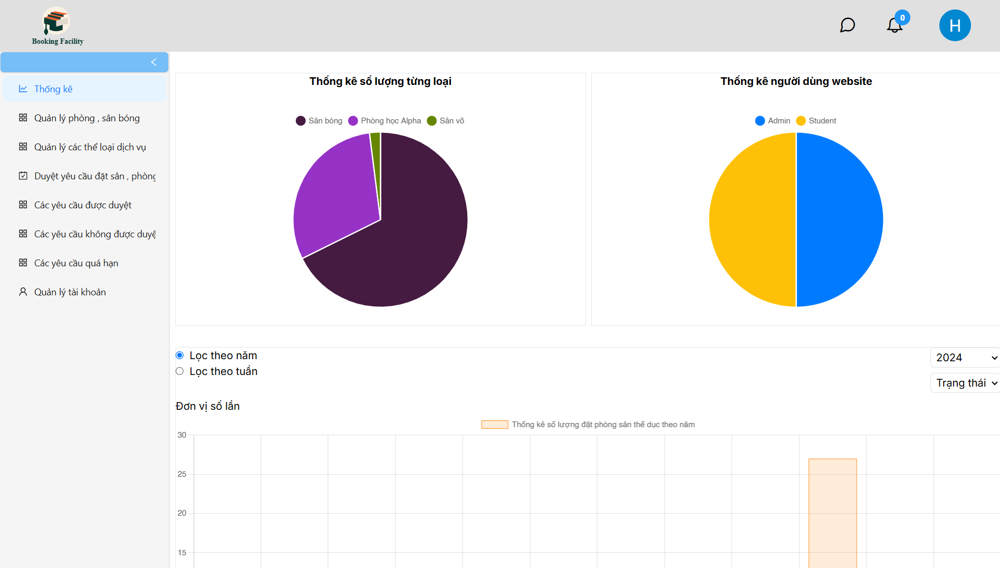 Booking Facility
0
H
Thống kê
Quản lý phòng , sân bóng
Quản lý các thể loại dịch vụ
Duyệt yêu cầu đặt sân , phòng
Các yêu cầu được duyệt
Các yêu cầu không được duyệ
Các yêu cầu quá hạn
Quản lý tài khoản
Thống kê số lượng từng loại
Sân bóng Phòng học Alpha Sân võ
Thống kê người dùng website
Admin Student
Lọc theo năm
Lọc theo tuần
2024
Trạng thái
Đơn vị số lần
Thống kê số lượng đặt phòng sân thể dục theo năm
30
25
20
15